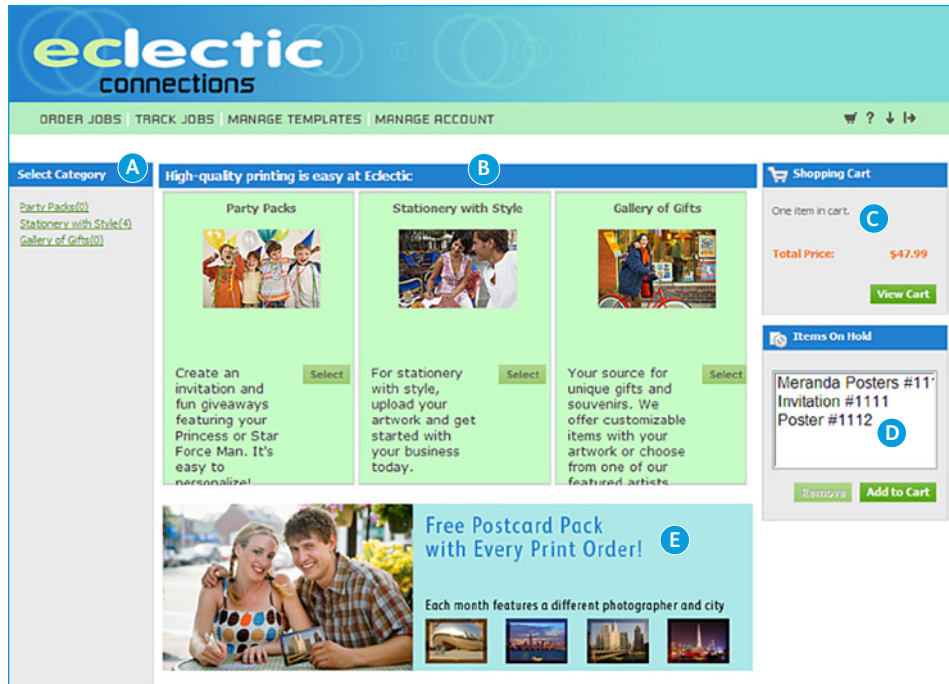 eclectic
connections
ORDER JOBS | TRACK JOBS | MANAGE TEMPLATES | MANAGE ACCOUNT
?
Select Category A
Party Packs(0)
Stationery with Style(4)
Gallery of Gifts(0)
High-quality printing is easy at Eclectic B
Party Packs
Create an
invitation and
fun giveaways
featuring your
Princess or Star
Force Man. It's
easy to
personalize!
Select
Stationery with Style
For stationery
with style,
upload your
artwork and get
started with
your business
today.
Select
Gallery of Gifts
Your source for
unique gifts and
souvenirs. We
offer customizable
items with your
artwork or choose
from one of our
featured artists
Select
Free Postcard Pack
with Every Print Order!
E
Each month features a different photographer and city
Shopping Cart
One item in cart.
C
Total Price: $47.99
View Cart
Items On Hold
Meranda Posters #111
Invitation #1111
Poster #1112
D
Remove
Add to Cart